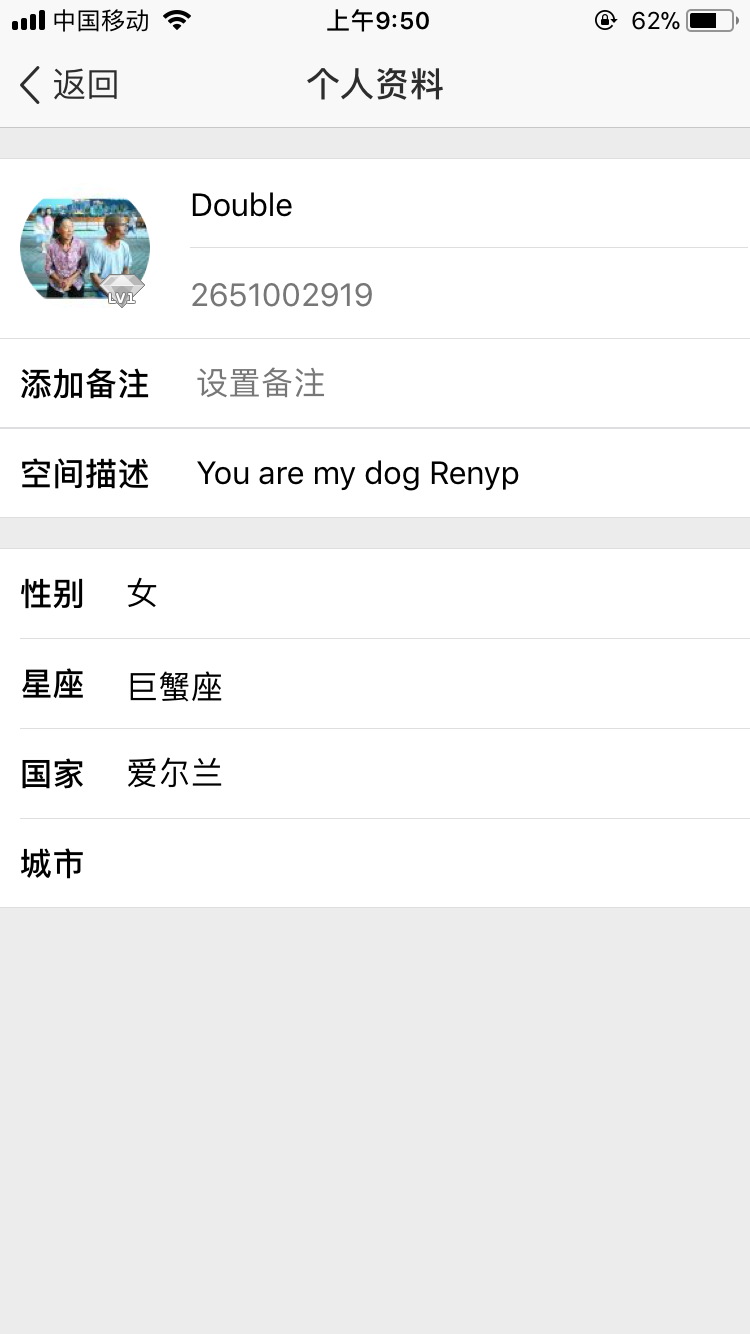 中国移动 上午9:50 62%
返回 个人资料
Double
LV1
2651002919
添加备注 设置备注
空间描述 You are my dog Renyp
性别 女
星座 巨蟹座
国家 爱尔兰
城市